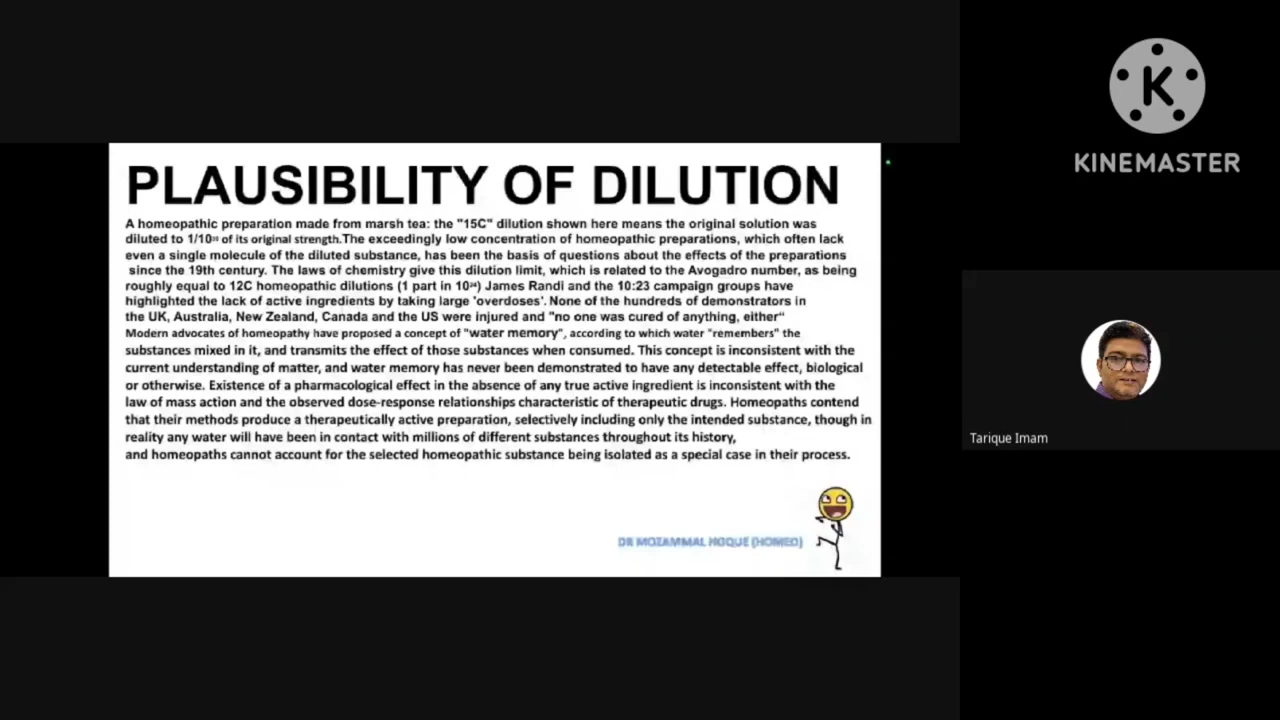 PLAUSIBILITY OF DILUTION
A homeopathic preparation made from marsh tea: the "15C" dilution shown here means the original solution was
diluted to 1/10³⁰ of its original strength.The exceedingly low concentration of homeopathic preparations, which often lack
even a single molecule of the diluted substance, has been the basis of questions about the effects of the preparations
since the 19th century. The laws of chemistry give this dilution limit, which is related to the Avogadro number, as being
roughly equal to 12C homeopathic dilutions (1 part in 10²⁴) James Randi and the 10:23 campaign groups have
highlighted the lack of active ingredients by taking large 'overdoses'. None of the hundreds of demonstrators in
the UK, Australia, New Zealand, Canada and the US were injured and "no one was cured of anything, either"
Modern advocates of homeopathy have proposed a concept of "water memory", according to which water "remembers" the
substances mixed in it, and transmits the effect of those substances when consumed. This concept is inconsistent with the
current understanding of matter, and water memory has never been demonstrated to have any detectable effect, biological
or otherwise. Existence of a pharmacological effect in the absence of any true active ingredient is inconsistent with the
law of mass action and the observed dose-response relationships characteristic of therapeutic drugs. Homeopaths contend
that their methods produce a therapeutically active preparation, selectively including only the intended substance, though in
reality any water will have been in contact with millions of different substances throughout its history,
and homeopaths cannot account for the selected homeopathic substance being isolated as a special case in their process.
DR MOZAMMAL HOQUE (HOMEO)
K
KINEMASTER
Tarique Imam